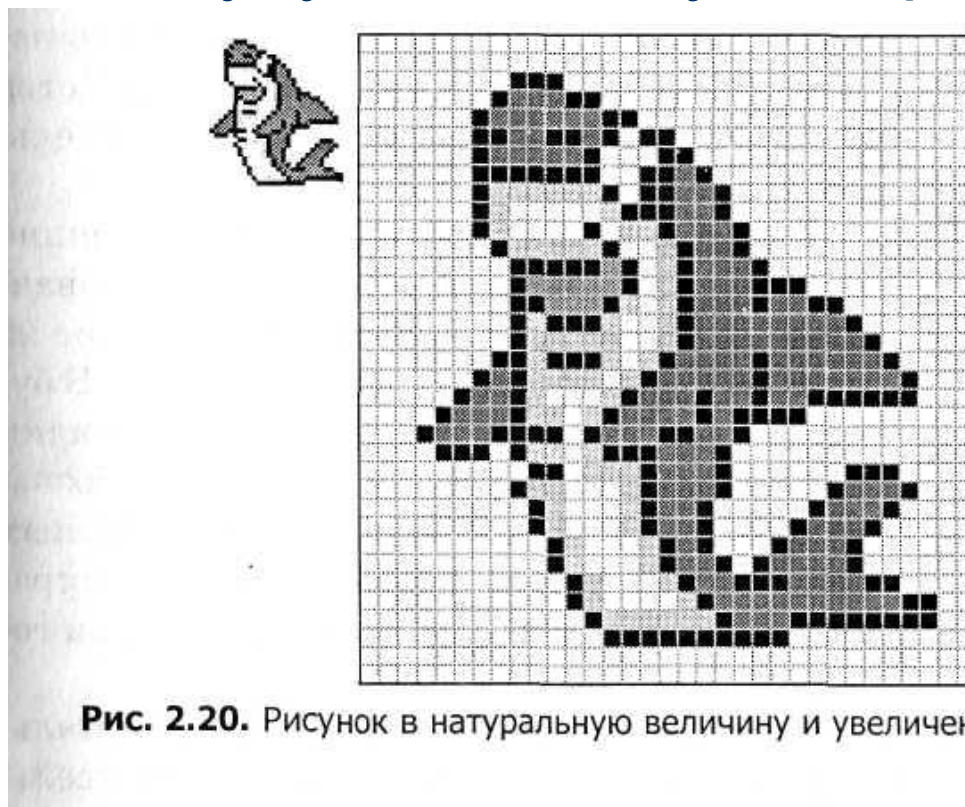 Рис. 2.20. Рисунок в натуральную величину и увеличен